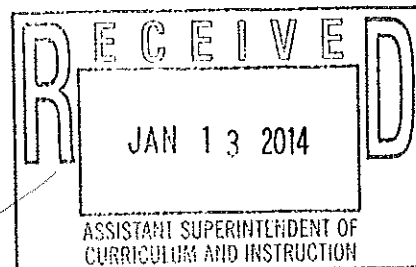 RECEIVED
JAN 13 2014
ASSISTANT SUPERINTENDENT OF
CURRICULUM AND INSTRUCTION